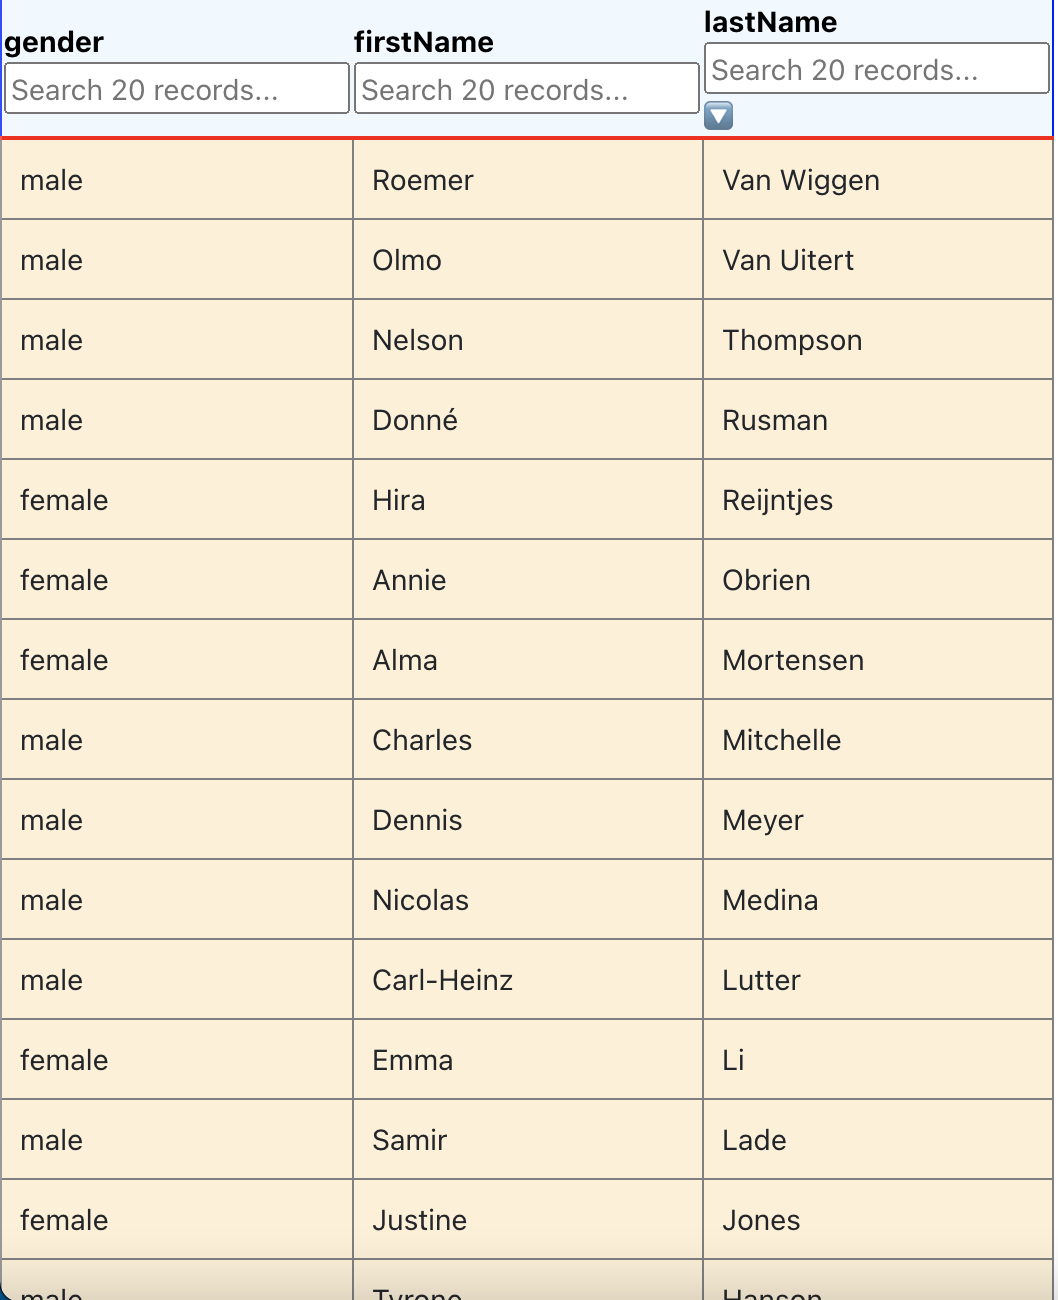 gender firstName lastName
Search 20 records... Search 20 records... Search 20 records...
male Roemer Van Wiggen
male Olmo Van Uitert
male Nelson Thompson
male Donné Rusman
female Hira Reijntjes
female Annie Obrien
female Alma Mortensen
male Charles Mitchelle
male Dennis Meyer
male Nicolas Medina
male Carl-Heinz Lutter
female Emma Li
male Samir Lade
female Justine Jones
male Tyrone Hanson